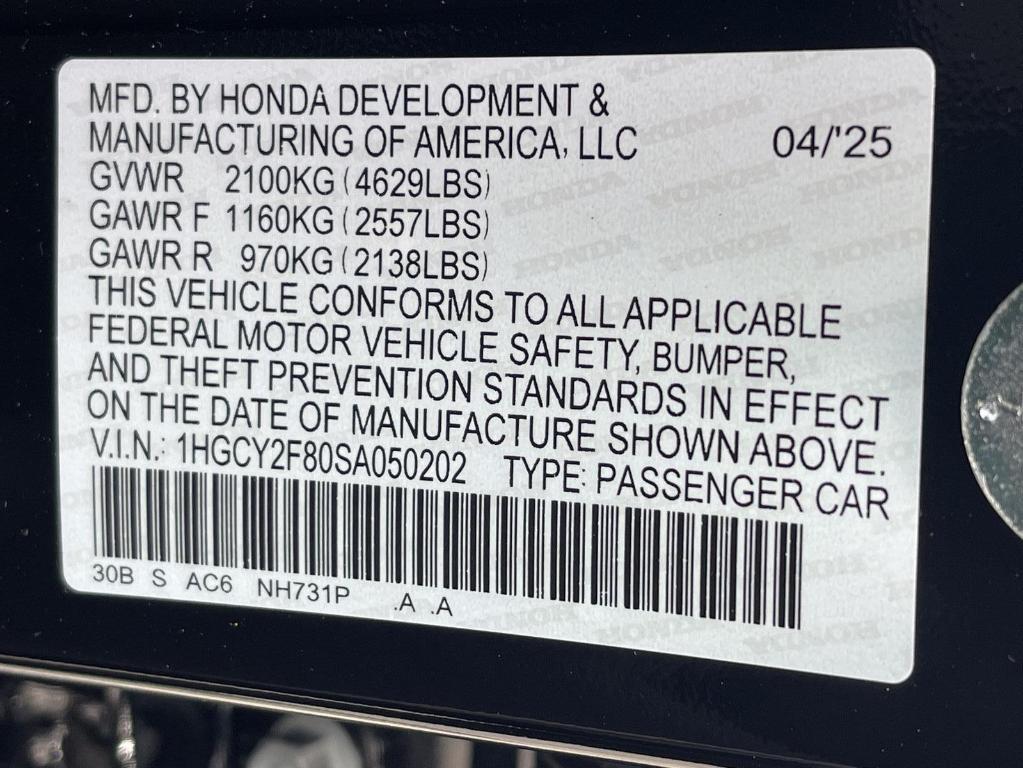 MFD. BY HONDA DEVELOPMENT &
MANUFACTURING OF AMERICA, LLC 04/'25
GVWR 2100KG (4629LBS)
GAWR F 1160KG (2557LBS)
GAWR R 970KG (2138LBS)
THIS VEHICLE CONFORMS TO ALL APPLICABLE
FEDERAL MOTOR VEHICLE SAFETY, BUMPER,
AND THEFT PREVENTION STANDARDS IN EFFECT
ON THE DATE OF MANUFACTURE SHOWN ABOVE.
V.I.N.: 1HGCY2F80SA050202 TYPE: PASSENGER CAR
30B S AC6 NH731P .A .A